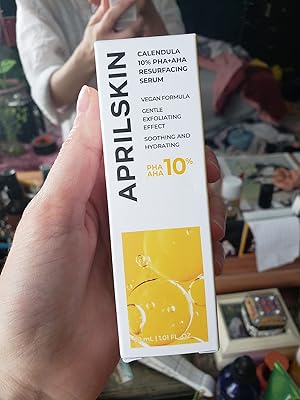 APRILSKIN
CALENDULA
10% PHA+AHA
RESURFACING
SERUM
VEGAN FORMULA
GENTLE
EXFOLIATING
EFFECT
SOOTHING AND
HYDRATING
PHA
AHA 10%
mL | 1.01 FL.OZ